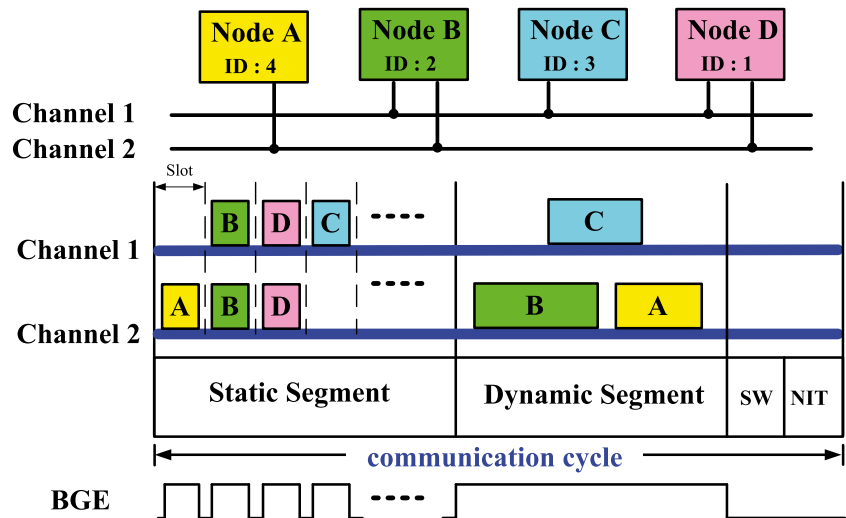 Node A
ID : 4
Node B
ID : 2
Node C
ID : 3
Node D
ID : 1
Channel 1
Channel 2
Slot
B
D
C
C
Channel 1
A
B
D
B
A
Channel 2
Static Segment
Dynamic Segment
SW
NIT
communication cycle
BGE